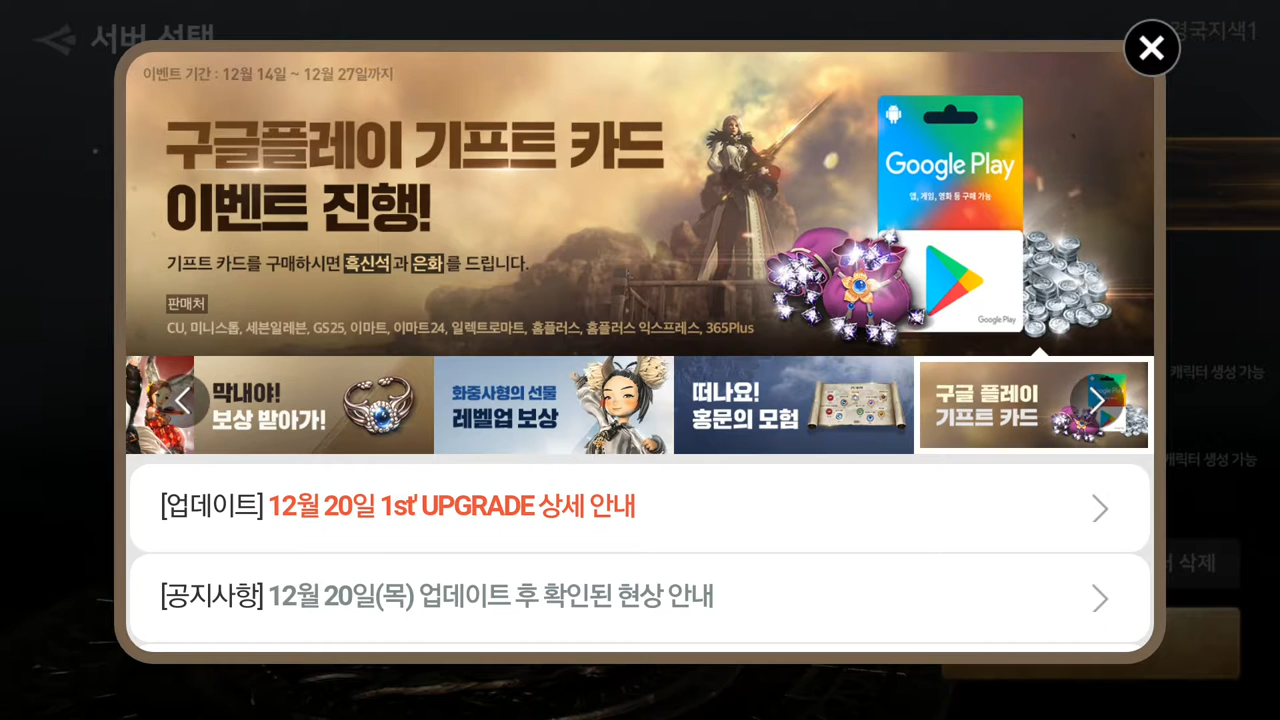 서버 선택
경국지색1
이벤트 기간 : 12월 14일 ~ 12월 27일까지
구글플레이 기프트 카드
이벤트 진행!
기프트 카드를 구매하시면 흑신석과 은화를 드립니다.
판매처
CU, 미니스톱, 세븐일레븐, GS25, 이마트, 이마트24, 일렉트로마트, 홈플러스, 홈플러스 익스프레스, 365Plus
Google Play
앱, 게임, 영화 등 구매 가능
Google Play
막내야!
보상 받아가!
화중사형의 선물
레벨업 보상
떠나요!
홍문의 모험
구글 플레이
기프트 카드
캐릭터 생성 가능
캐릭터 생성 가능
[업데이트] 12월 20일 1st' UPGRADE 상세 안내
삭제
[공지사항] 12월 20일(목) 업데이트 후 확인된 현상 안내